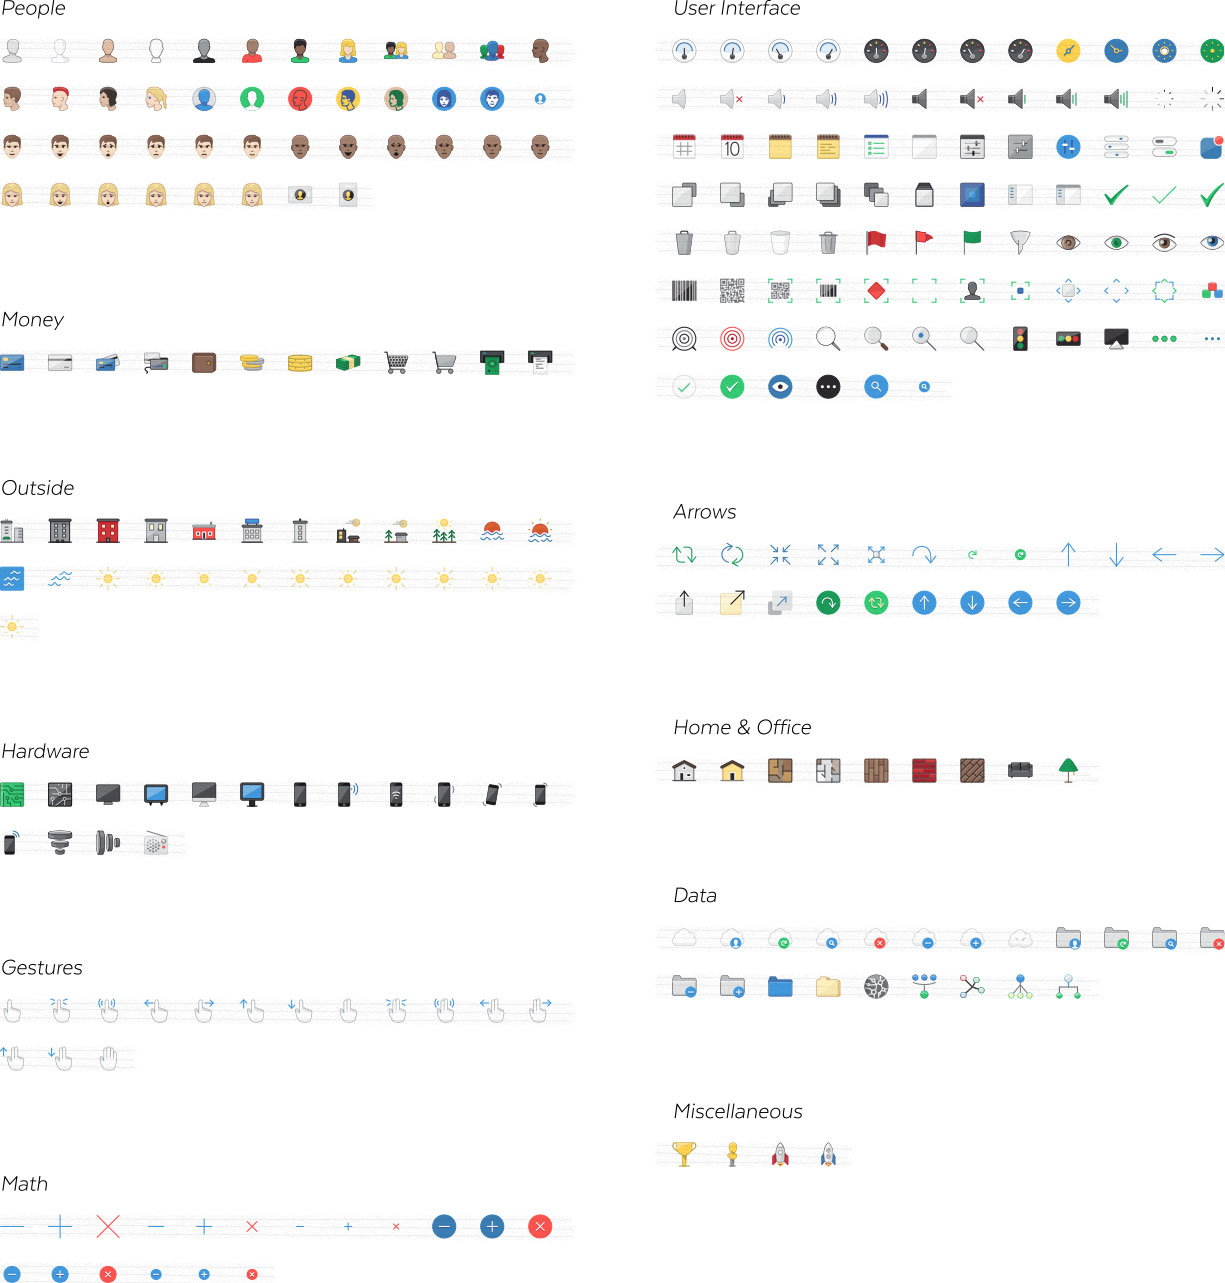 People
User Interface
10
Money
Outside
Arrows
Home & Office
Hardware
Data
Gestures
Miscellaneous
Math